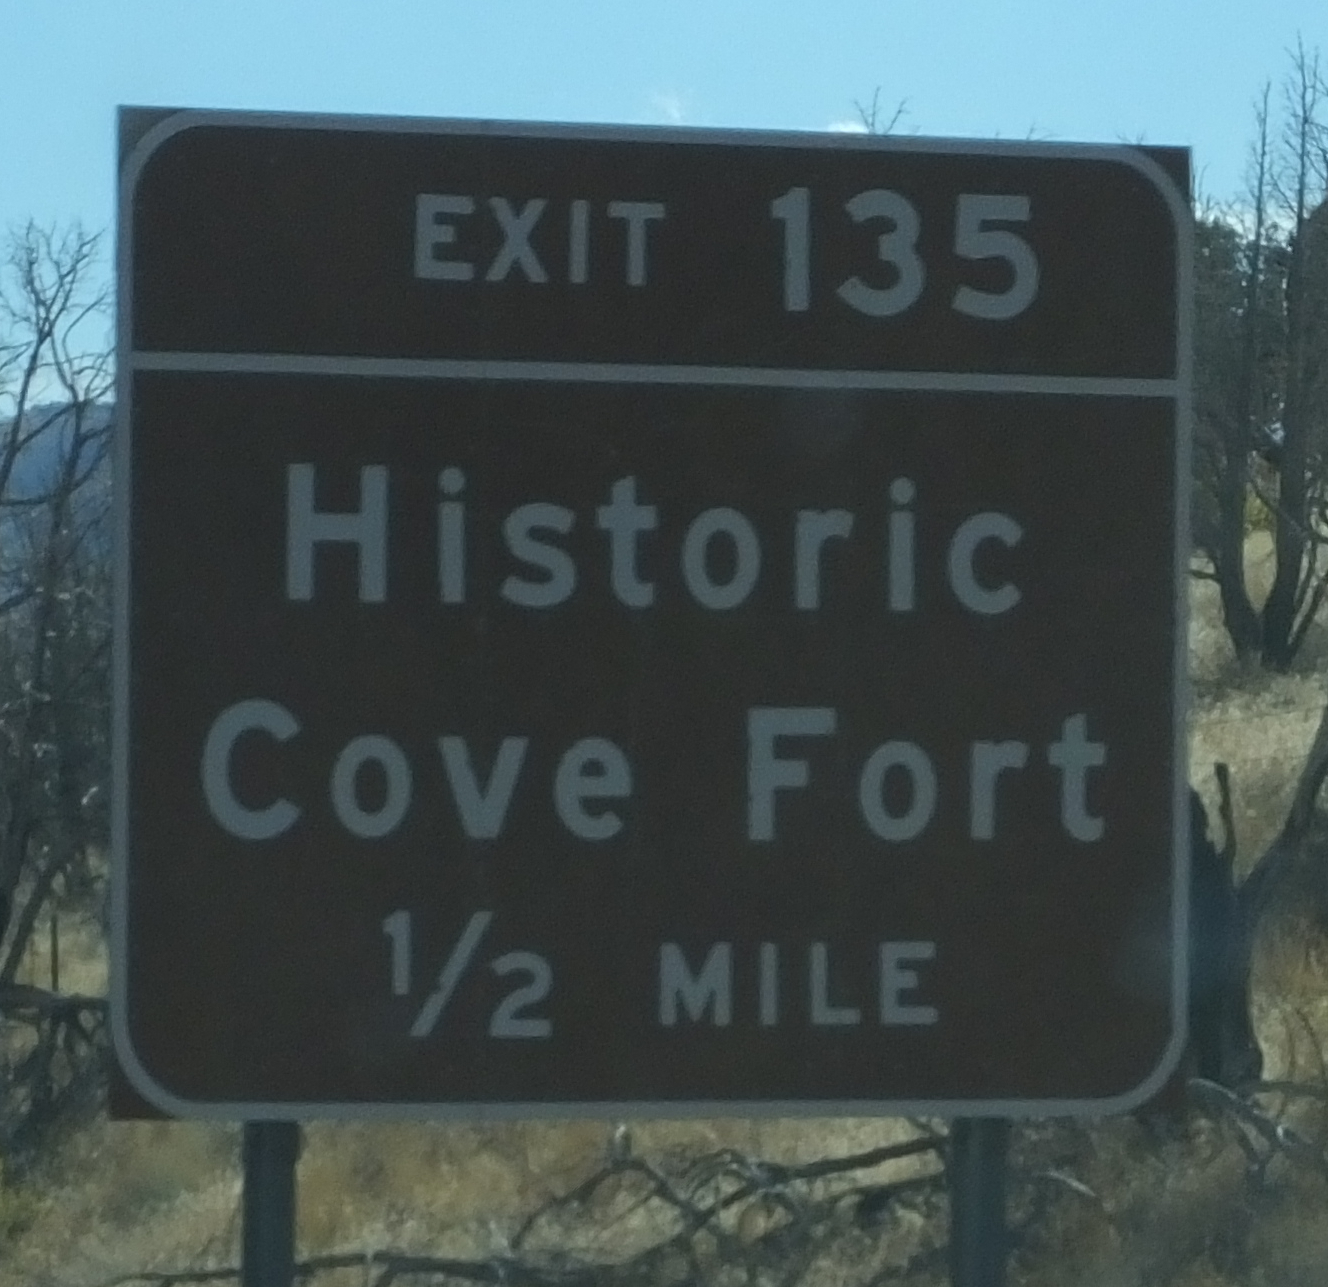 EXIT 135
Historic
Cove Fort
1/2 MILE